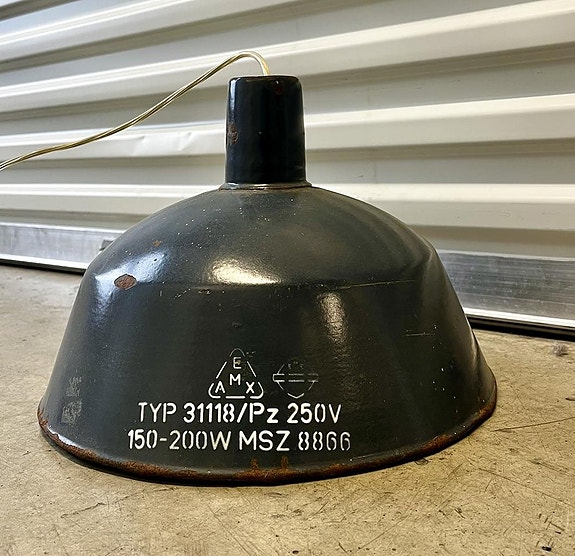 E
A M X
TYP 31118/Pz 250V
150-200W MSZ 8866